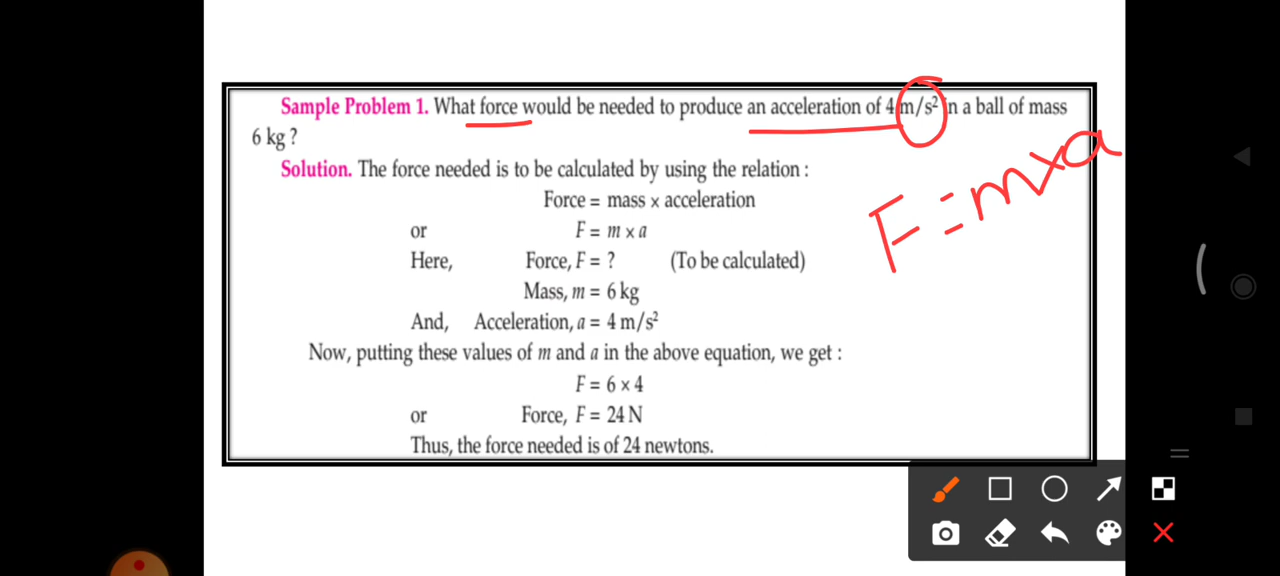 Sample Problem 1. What force would be needed to produce an acceleration of 4 m/s² in a ball of mass
6 kg ?
Solution. The force needed is to be calculated by using the relation :
Force = mass × acceleration
or F = m × a
Here, Force, F = ? (To be calculated)
Mass, m = 6 kg
And, Acceleration, a = 4 m/s²
Now, putting these values of m and a in the above equation, we get :
F = 6 × 4
or Force, F = 24 N
Thus, the force needed is of 24 newtons.
F = m×a